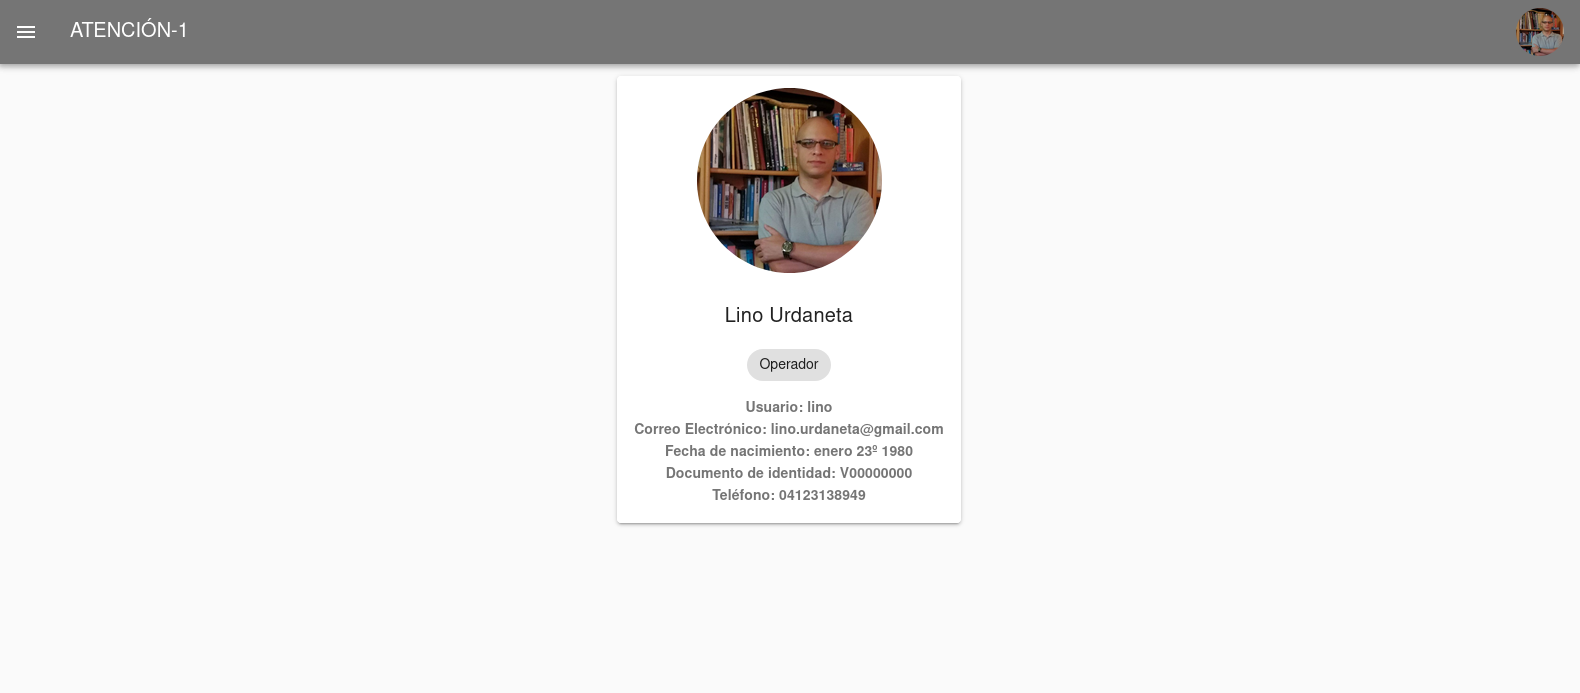 ATENCIÓN-1
Lino Urdaneta
Operador
Usuario: lino
Correo Electrónico: lino.urdaneta@gmail.com
Fecha de nacimiento: enero 23º 1980
Documento de identidad: V00000000
Teléfono: 04123138949